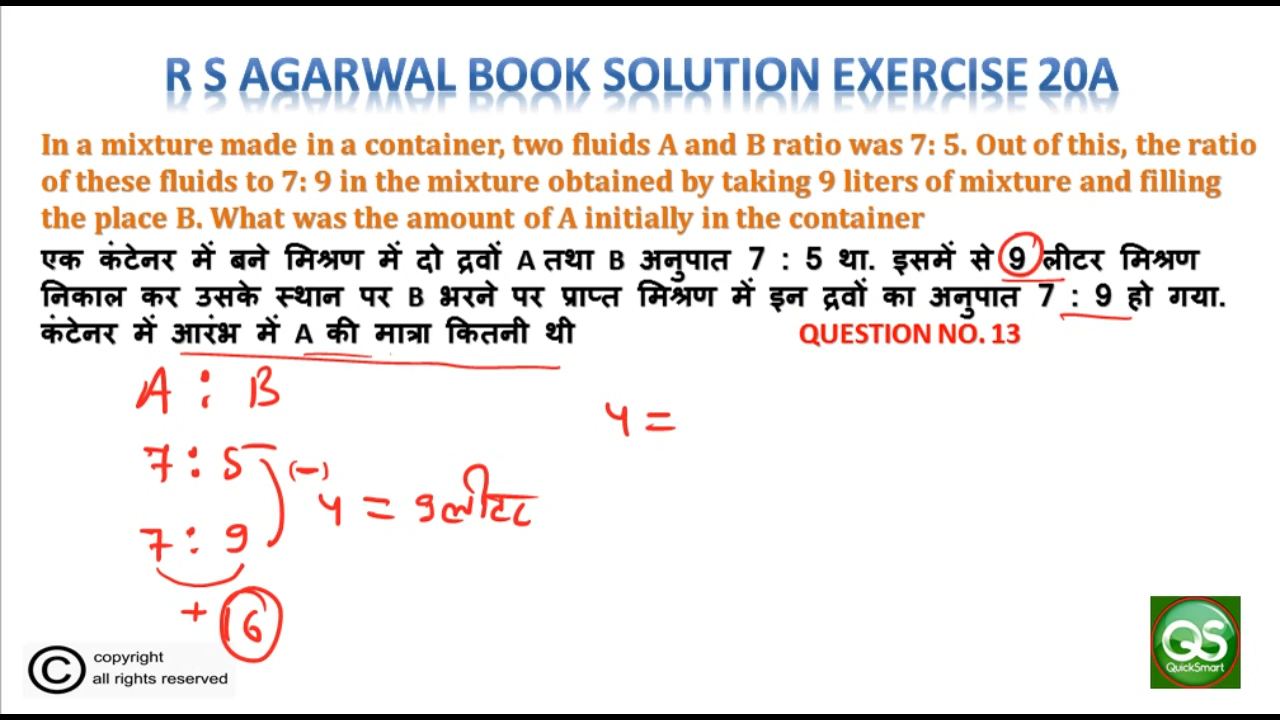 R S AGARWAL BOOK SOLUTION EXERCISE 20A
In a mixture made in a container, two fluids A and B ratio was 7: 5. Out of this, the ratio
of these fluids to 7: 9 in the mixture obtained by taking 9 liters of mixture and filling
the place B. What was the amount of A initially in the container
एक कंटेनर में बने मिश्रण में दो द्रवों A तथा B अनुपात 7 : 5 था. इसमें से 9 लीटर मिश्रण
निकाल कर उसके स्थान पर B भरने पर प्राप्त मिश्रण में इन द्रवों का अनुपात 7 : 9 हो गया.
कंटेनर में आरंभ में A की मात्रा कितनी थी QUESTION NO. 13
A : B
4 =
7 : 5
(-)
4 = 9 लीटर
7 : 9
+ 16
QS
QuickSmart
© copyright
all rights reserved